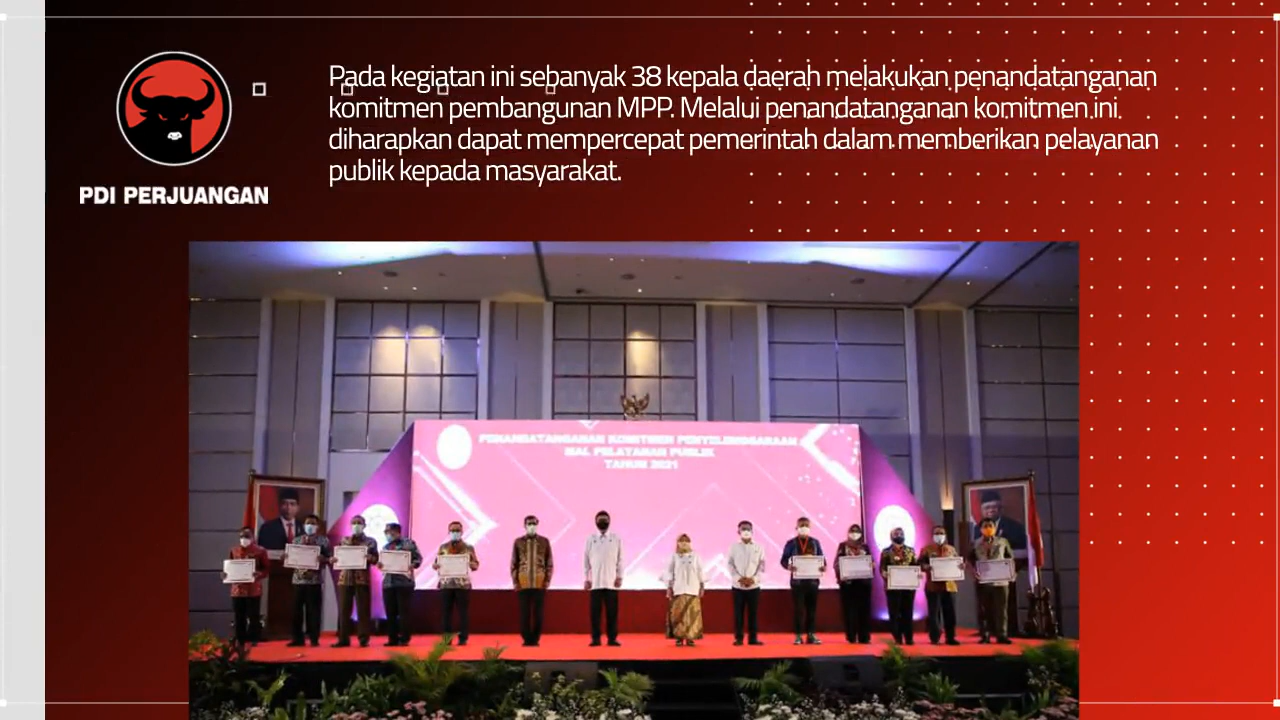 Pada kegiatan ini sebanyak 38 kepala daerah melakukan penandatanganan
komitmen pembangunan MPP. Melalui penandatanganan komitmen ini
diharapkan dapat mempercepat pemerintah dalam memberikan pelayanan
publik kepada masyarakat.
PDI PERJUANGAN
PENANDATANGANAN KOMITMEN PENYELENGGARAAN
MAL PELAYANAN PUBLIK
TAHUN 2021